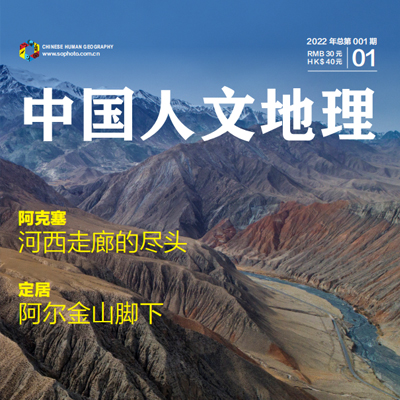 CHINESE HUMAN GEOGRAPHY
www.sophoto.com.cn
2022 年总第 001 期
RMB 30 元
HK$ 40 元
01
中国人文地理
阿克塞
河西走廊的尽头
定居
阿尔金山脚下